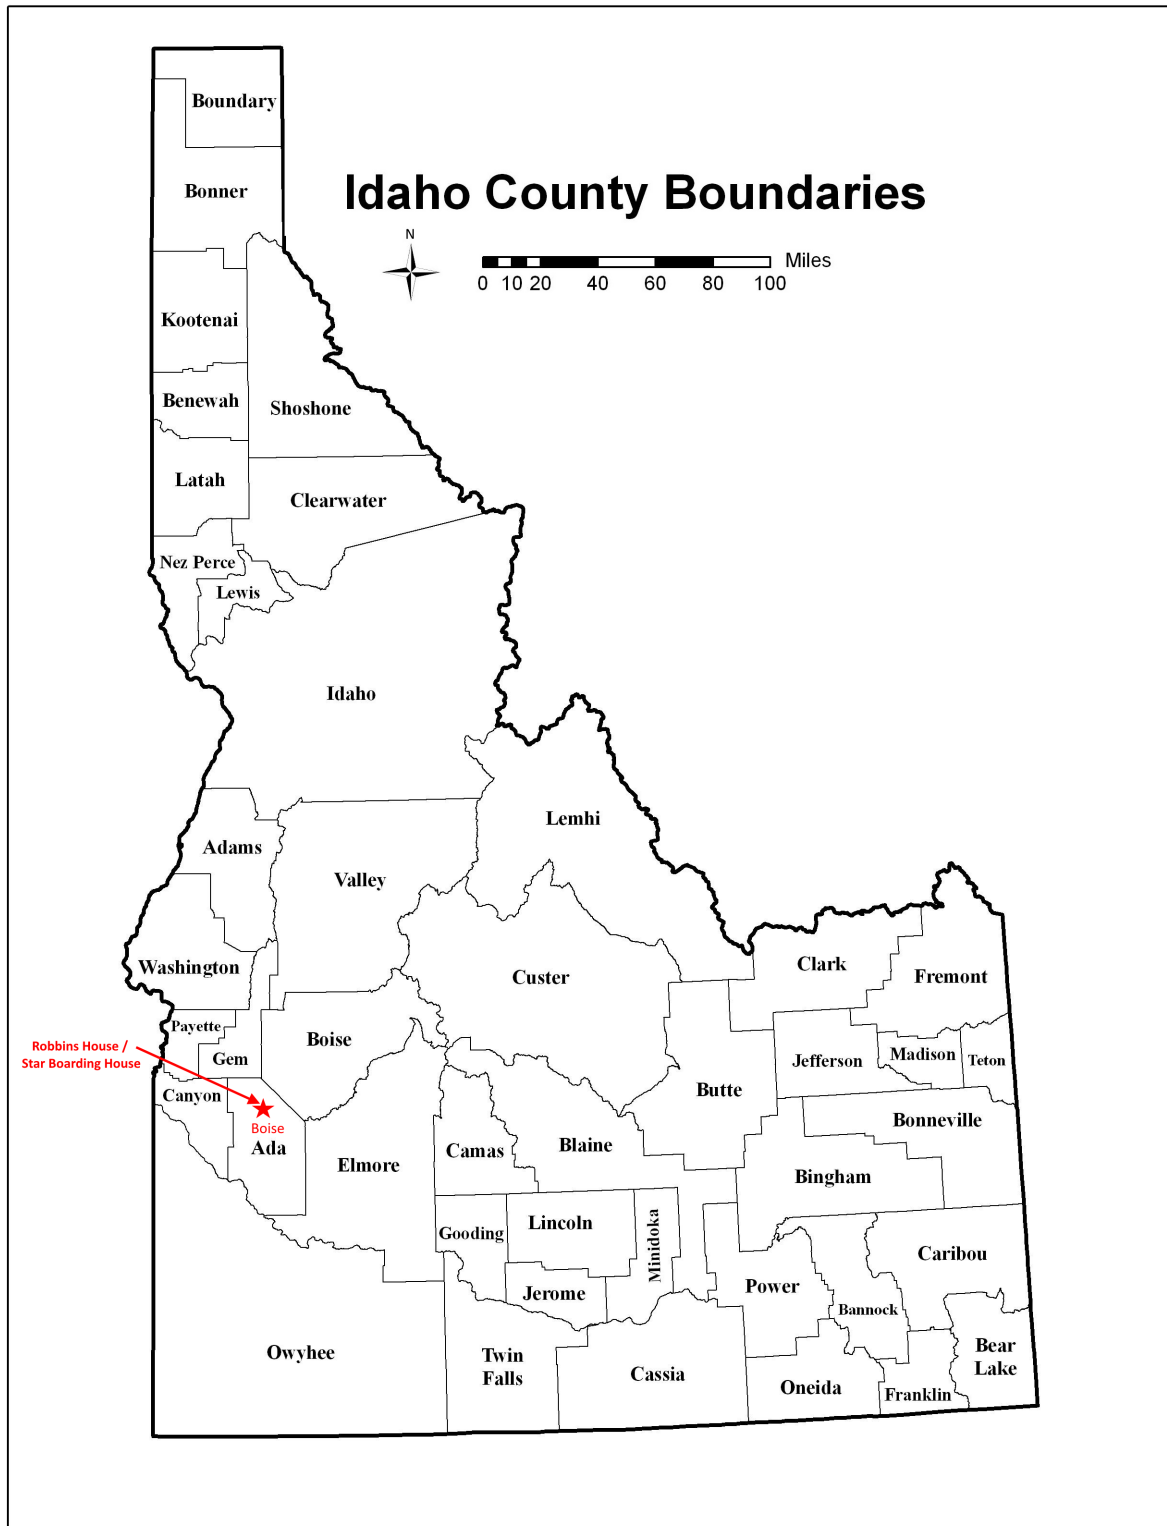 Boundary
Bonner
Idaho County Boundaries
N
Miles
0 10 20 40 60 80 100
Kootenai
Benewah
Shoshone
Latah
Clearwater
Nez Perce
Lewis
Idaho
Lemhi
Adams
Valley
Washington
Custer
Clark
Fremont
Payette
Boise
Robbins House /
Star Boarding House
Gem
Jefferson
Madison
Teton
Canyon
Butte
Bonneville
Boise
Ada
Elmore
Camas
Blaine
Bingham
Gooding
Lincoln
Minidoka
Caribou
Jerome
Power
Bannock
Owyhee
Twin
Falls
Cassia
Oneida
Franklin
Bear
Lake